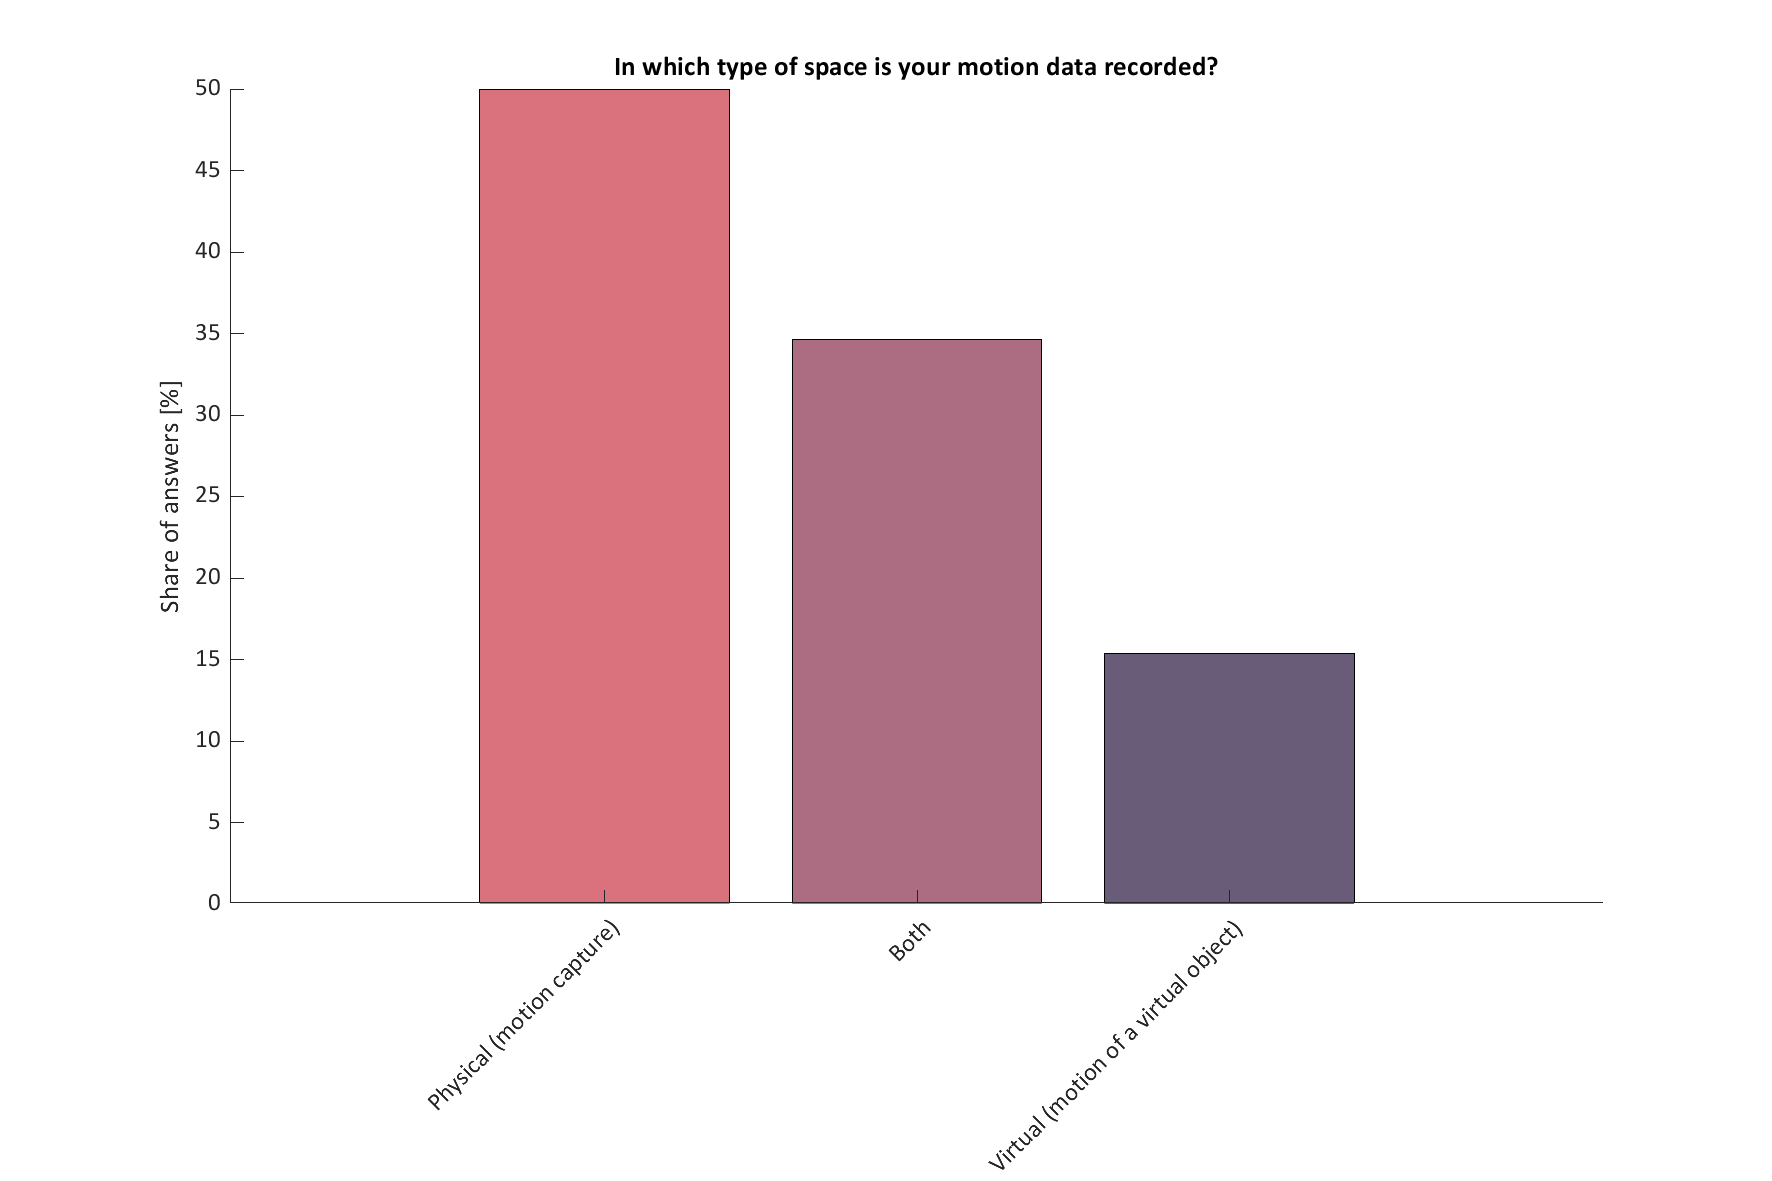 In which type of space is your motion data recorded?
50
45
40
35
30
25
20
15
10
5
0
Share of answers [%]
Physical (motion capture)
Both
Virtual (motion of a virtual object)